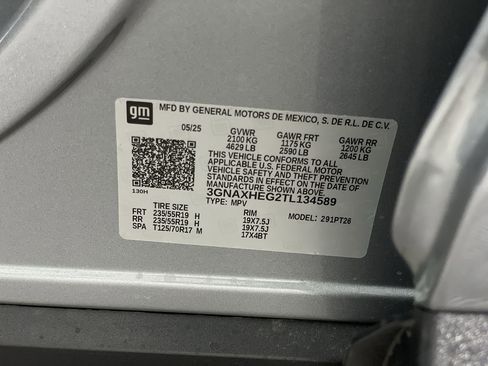 gm
MFD BY GENERAL MOTORS DE MEXICO, S. DE R.L. DE C.V.
05/25 GVWR GAWR FRT GAWR RR
2100 KG 1175 KG 1200 KG
4629 LB 2590 LB 2645 LB
THIS VEHICLE CONFORMS TO ALL
APPLICABLE U.S. FEDERAL MOTOR
VEHICLE SAFETY AND THEFT
PREVENTION STANDARDS IN
EFFECT ON THE DATE OF
MANUFACTURE SHOWN ABOVE.
3GNAXHEG2TL134589
TYPE: MPV
130H
TIRE SIZE RIM MODEL: 291PT26
FRT 235/55R19 H 19X7.5J
RR 235/55R19 H 19X7.5J
SPA T125/70R17 M 17X4BT